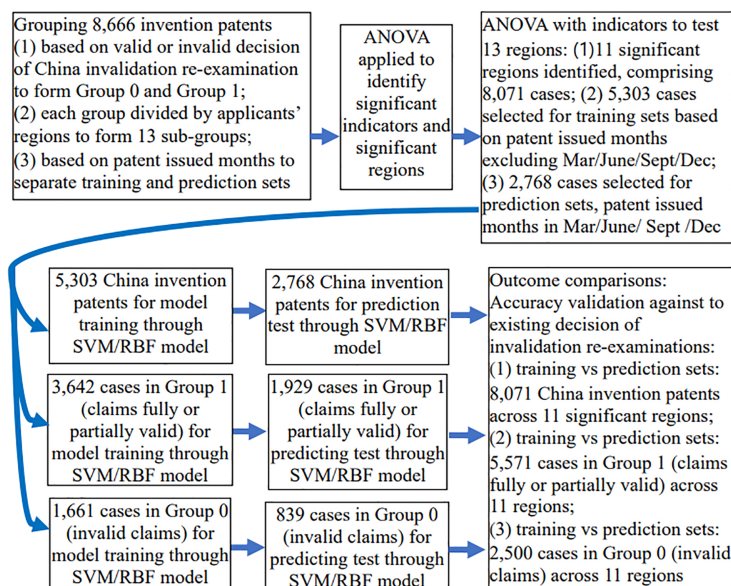 Grouping 8,666 invention patents
(1) based on valid or invalid decision
of China invalidation re-examination
to form Group 0 and Group 1;
(2) each group divided by applicants'
regions to form 13 sub-groups;
(3) based on patent issued months to
separate training and prediction sets
ANOVA
applied to
identify
significant
indicators and
significant
regions
ANOVA with indicators to test
13 regions: (1)11 significant
regions identified, comprising
8,071 cases; (2) 5,303 cases
selected for training sets based
on patent issued months
excluding Mar/June/Sept/Dec;
(3) 2,768 cases selected for
prediction sets, patent issued
months in Mar/June/ Sept /Dec
5,303 China invention
patents for model
training through
SVM/RBF model
2,768 China invention
patents for prediction
test through SVM/RBF
model
3,642 cases in Group 1
(claims fully or
partially valid) for
model training through
SVM/RBF model
1,929 cases in Group 1
(claims fully or
partially valid) for
predicting test through
SVM/RBF model
1,661 cases in Group 0
(invalid claims) for
model training through
SVM/RBF model
839 cases in Group 0
(invalid claims) for
predicting test through
SVM/RBF model
Outcome comparisons:
Accuracy validation against to
existing decision of
invalidation re-examinations:
(1) training vs prediction sets:
8,071 China invention patents
across 11 significant regions;
(2) training vs prediction sets:
5,571 cases in Group 1 (claims
fully or partially valid) across
11 regions;
(3) training vs prediction sets:
2,500 cases in Group 0 (invalid
claims) across 11 regions